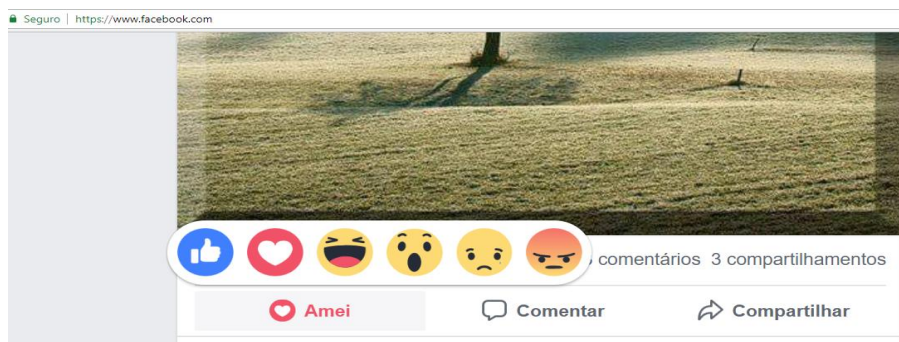 Seguro | https://www.facebook.com
comentários 3 compartilhamentos
Amei Comentar Compartilhar